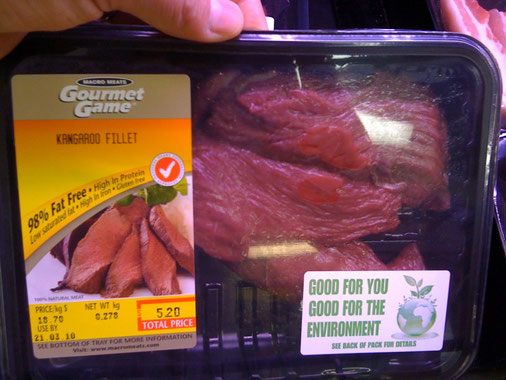 MACRO MEATS
Gourmet
Game
KANGAROO FILLET
98% Fat Free • High In Protein
Low saturated fat • High In Iron • Gluten Free
100% NATURAL MEAT
PRICE/kg $ NET WT kg
18.70 0.278 5.20
USE BY TOTAL PRICE
21.03.10
SEE BOTTOM OF TRAY FOR MORE INFORMATION
Visit: www.macromeats.com
GOOD FOR YOU
GOOD FOR THE
ENVIRONMENT
SEE BACK OF PACK FOR DETAILS